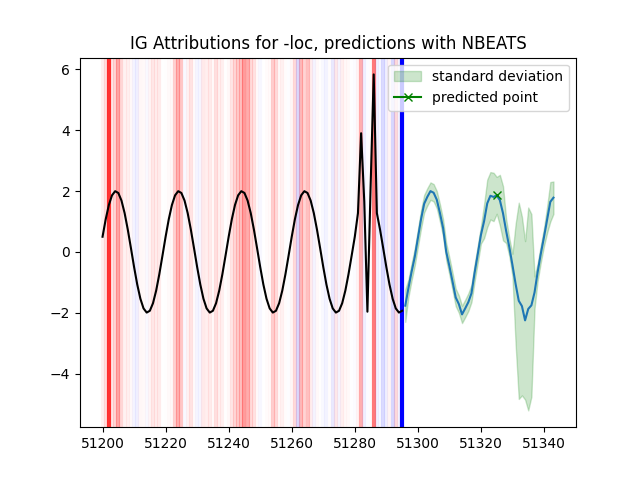 IG Attributions for -loc, predictions with NBEATS
standard deviation
predicted point
6
4
2
0
−2
−4
51200 51220 51240 51260 51280 51300 51320 51340